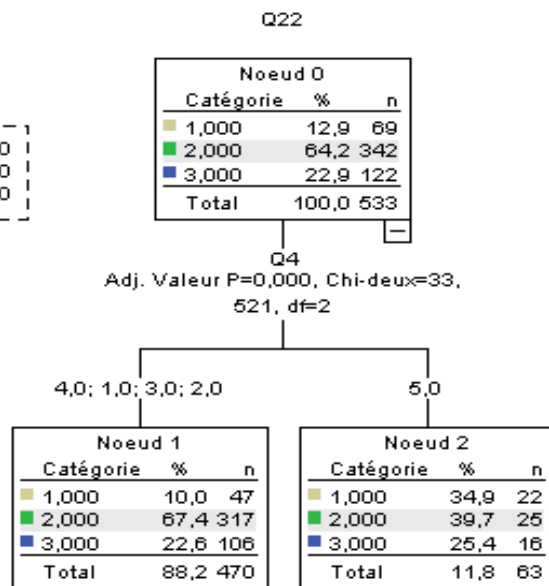 Q22
Noeud 0
Catégorie % n
1,000 12,9 69
2,000 64,2 342
3,000 22,9 122
Total 100,0 533
0
0
0
Q4
Adj. Valeur P=0,000, Chi-deux=33,
521, df=2
4,0; 1,0; 3,0; 2,0
5,0
Noeud 1
Catégorie % n
1,000 10,0 47
2,000 67,4 317
3,000 22,6 106
Total 88,2 470
Noeud 2
Catégorie % n
1,000 34,9 22
2,000 39,7 25
3,000 25,4 16
Total 11,8 63